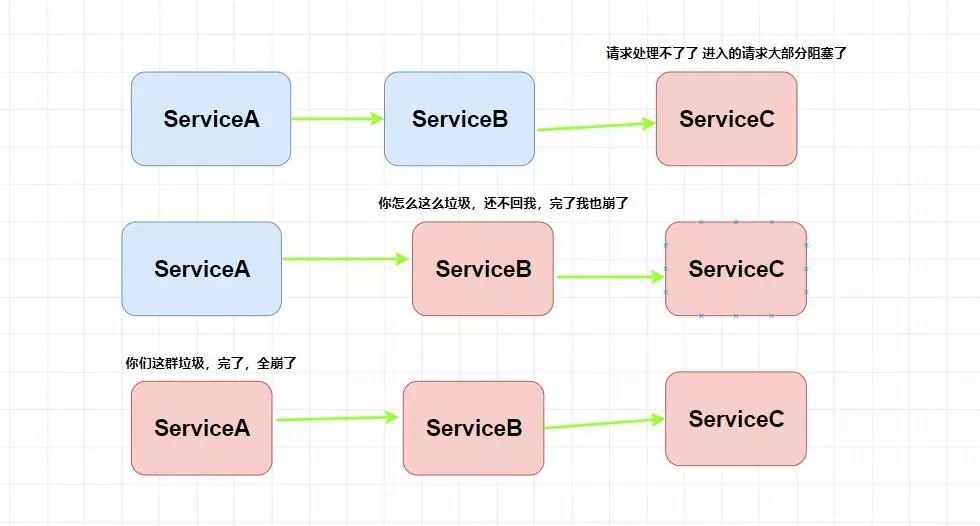 请求处理不了了 进入的请求大部分阻塞了
ServiceA
ServiceB
ServiceC
你怎么这么垃圾，还不回我，完了我也崩了
ServiceA
ServiceB
ServiceC
你们这群垃圾，完了，全崩了
ServiceA
ServiceB
ServiceC